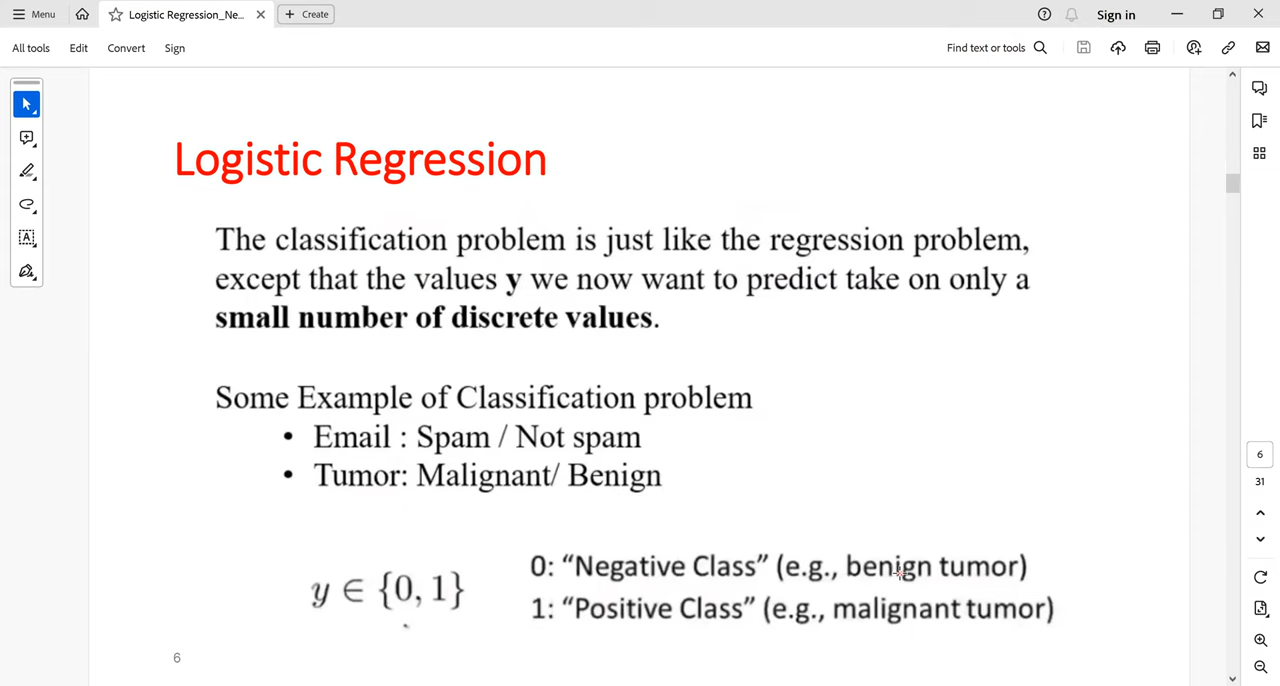 Menu
Logistic Regression_Ne...
Create
Sign in
All tools Edit Convert Sign
Find text or tools
Logistic Regression
The classification problem is just like the regression problem,
except that the values y we now want to predict take on only a
small number of discrete values.
Some Example of Classification problem
• Email : Spam / Not spam
• Tumor: Malignant/ Benign
y ∈ {0, 1}
0: “Negative Class” (e.g., benign tumor)
1: “Positive Class” (e.g., malignant tumor)
6
6
31